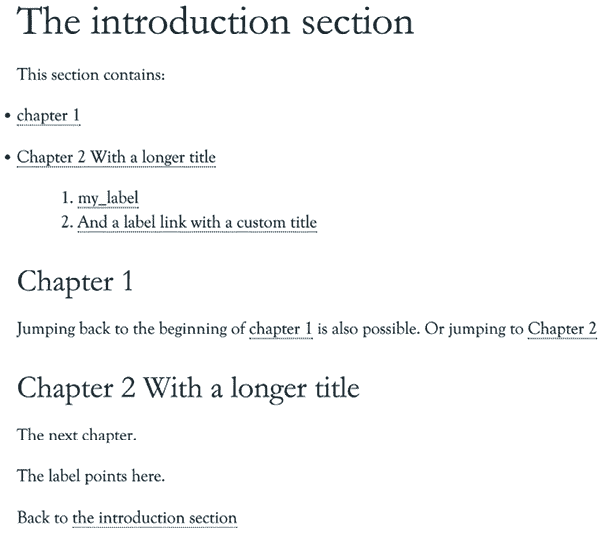 The introduction section
This section contains:
• chapter 1
• Chapter 2 With a longer title
1. my_label
2. And a label link with a custom title
Chapter 1
Jumping back to the beginning of chapter 1 is also possible. Or jumping to Chapter 2
Chapter 2 With a longer title
The next chapter.
The label points here.
Back to the introduction section